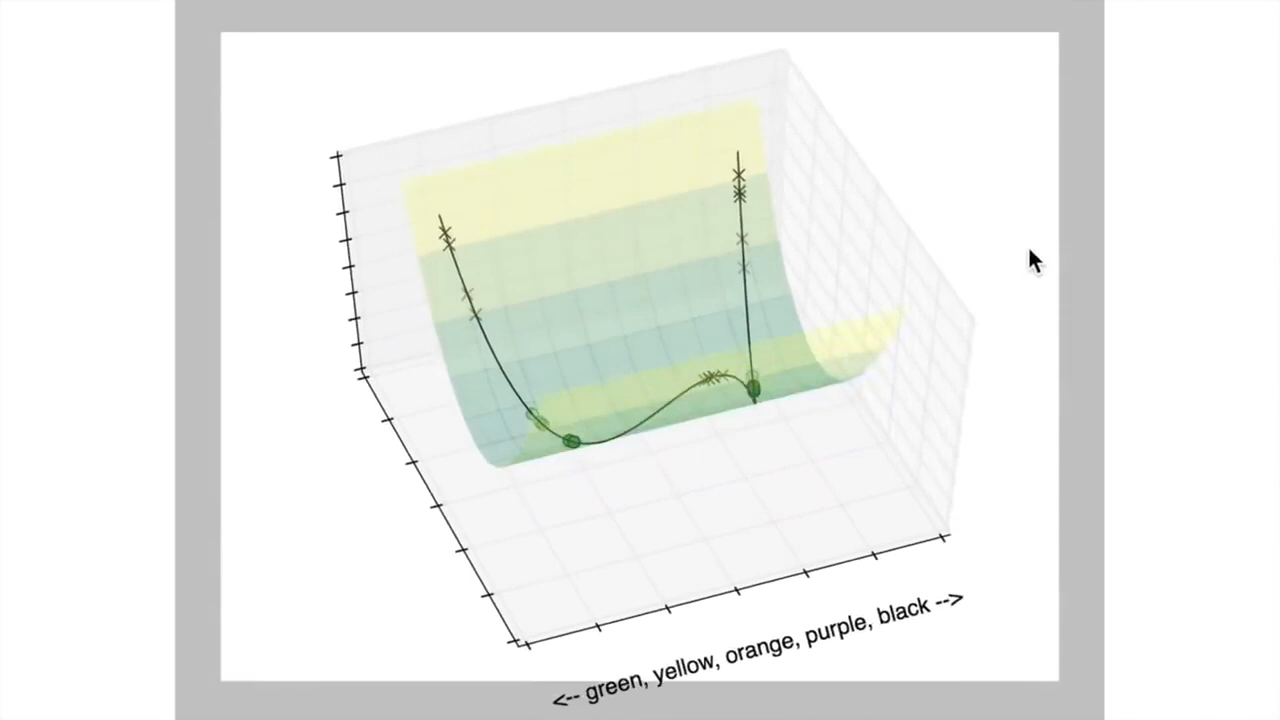 <-- green, yellow, orange, purple, black -->